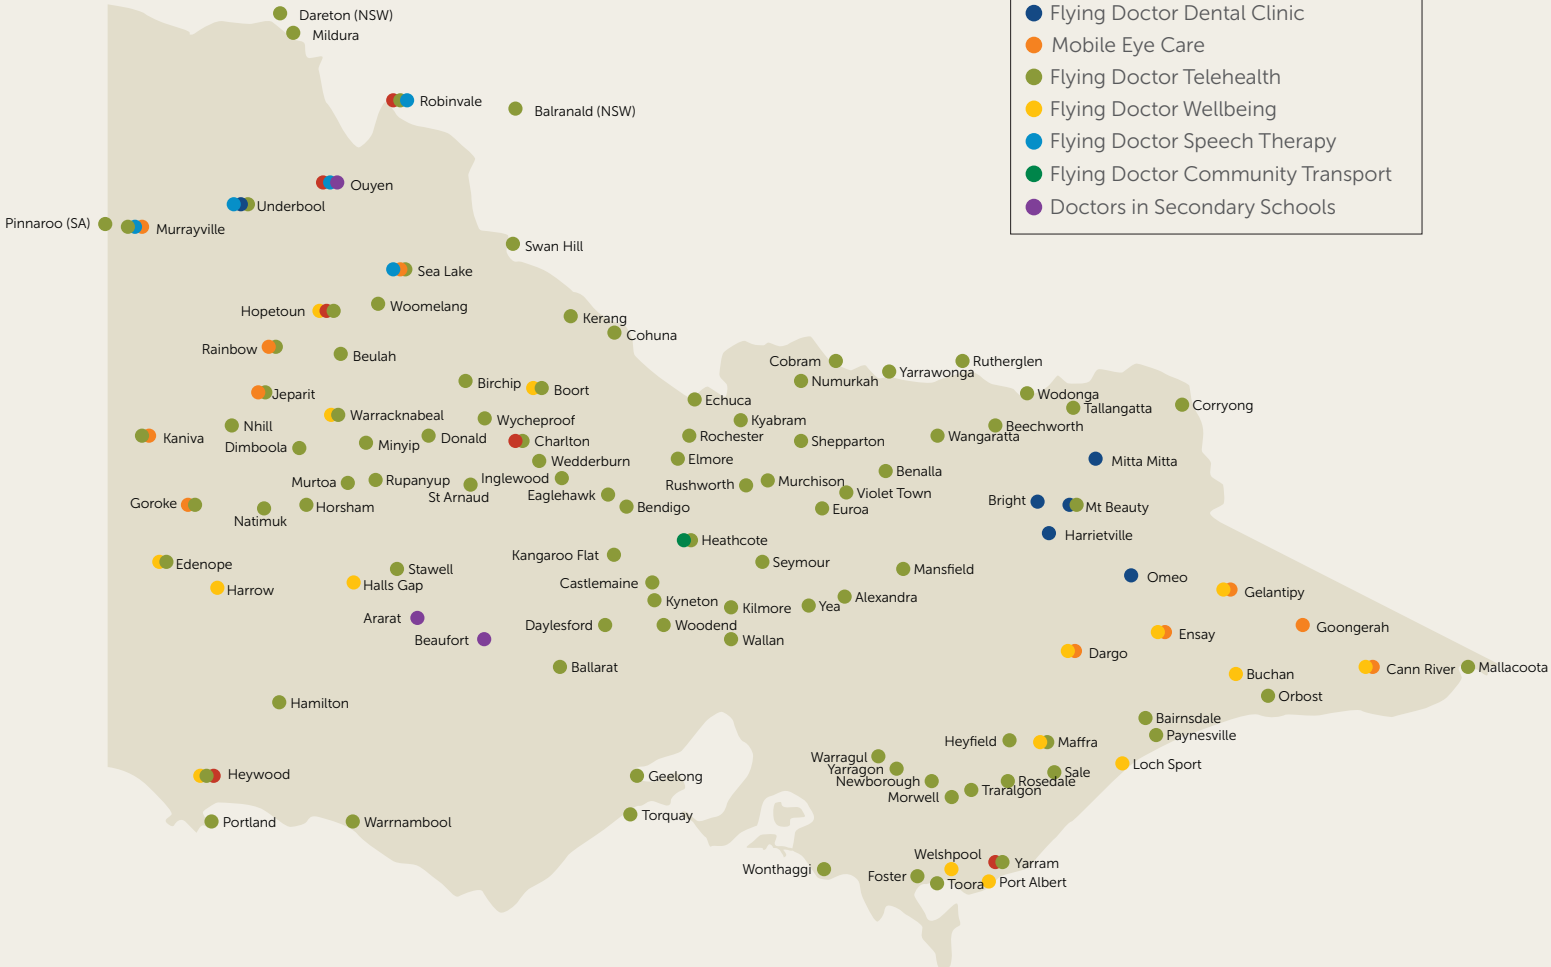 Flying Doctor Dental Clinic
Mobile Eye Care
Flying Doctor Telehealth
Flying Doctor Wellbeing
Flying Doctor Speech Therapy
Flying Doctor Community Transport
Doctors in Secondary Schools
Dareton (NSW)
Mildura
Robinvale
Balranald (NSW)
Ouyen
Underbool
Pinnaroo (SA)
Murrayville
Swan Hill
Sea Lake
Woomelang
Hopetoun
Kerang
Cohuna
Rainbow
Beulah
Cobram
Rutherglen
Yarrawonga
Numurkah
Birchip
Boort
Jeparit
Wodonga
Echuca
Corryong
Tallangatta
Warracknabeal
Wycheproof
Kyabram
Nhill
Beechworth
Kaniva
Donald
Charlton
Rochester
Shepparton
Wangaratta
Dimboola
Minyip
Wedderburn
Elmore
Mitta Mitta
Benalla
Murtoa
Rupanyup
Inglewood
Murchison
Rushworth
St Arnaud
Eaglehawk
Violet Town
Bright
Goroke
Horsham
Bendigo
Euroa
Mt Beauty
Natimuk
Harrietville
Heathcote
Kangaroo Flat
Edenope
Stawell
Seymour
Mansfield
Omeo
Harrow
Halls Gap
Castlemaine
Gelantipy
Kyneton
Kilmore
Yea
Alexandra
Ararat
Daylesford
Woodend
Goongerah
Beaufort
Wallan
Ensay
Dargo
Ballarat
Cann River
Mallacoota
Buchan
Orbost
Hamilton
Bairnsdale
Paynesville
Heyfield
Maffra
Warragul
Yarragon
Loch Sport
Heywood
Geelong
Newborough
Rosedale
Sale
Morwell
Traralgon
Portland
Warrnambool
Torquay
Welshpool
Yarram
Wonthaggi
Foster
Toora
Port Albert